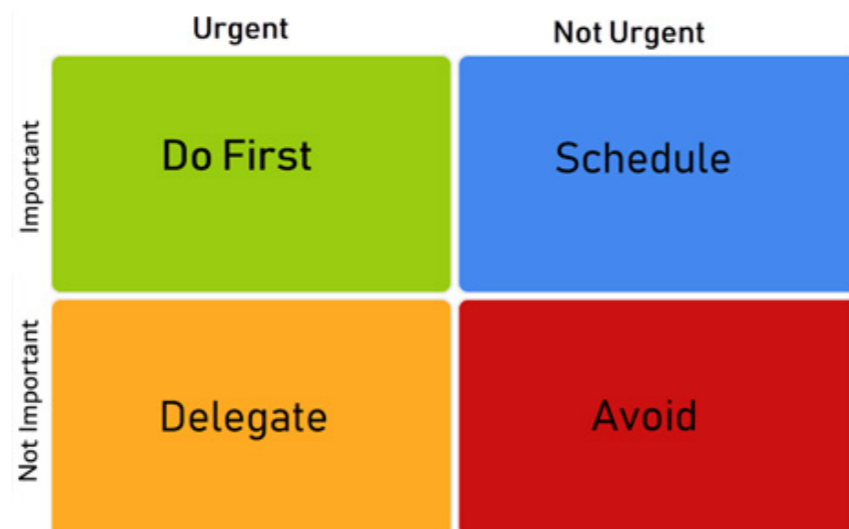 Urgent
Not Urgent
Important
Do First
Schedule
Not Important
Delegate
Avoid